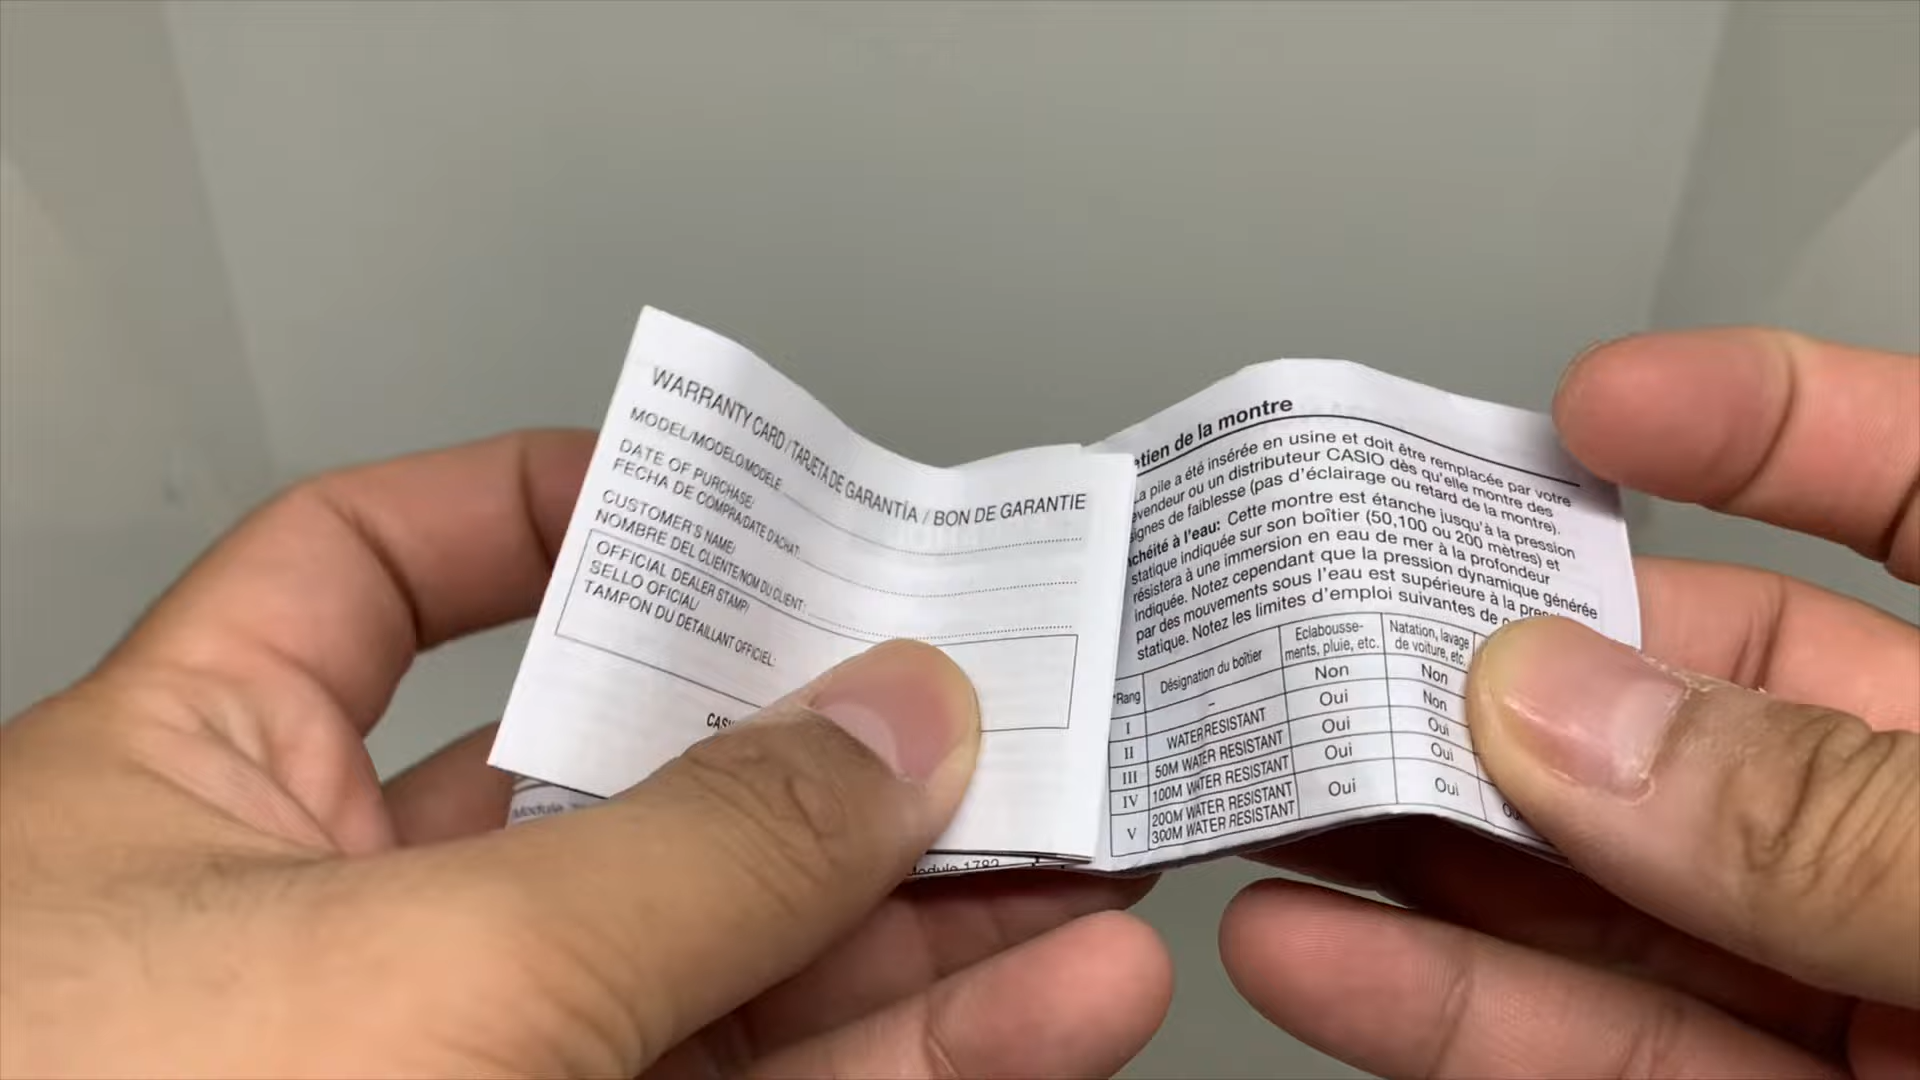 WARRANTY CARD / TARJETA DE GARANTÍA / BON DE GARANTIE
MODEL/MODELO/MODELE
DATE OF PURCHASE/
FECHA DE COMPRA/DATE D'ACHAT:
CUSTOMER'S NAME/
NOMBRE DEL CLIENTE/NOM DU CLIENT:
OFFICIAL DEALER STAMP/
SELLO OFICIAL/
TAMPON DU DETAILLANT OFFICIEL:
Module
Module 1782
tien de la montre
La pile a été insérée en usine et doit être remplacée par votre
evendeur ou un distributeur CASIO dès qu'elle montre des
ignes de faiblesse (pas d'éclairage ou retard de la montre).
chéité à l'eau: Cette montre est étanche jusqu'à la pression
statique indiquée sur son boîtier (50,100 ou 200 mètres) et
résistera à une immersion en eau de mer à la profondeur
indiquée. Notez cependant que la pression dynamique générée
par des mouvements sous l'eau est supérieure à la
statique. Notez les limites d'emploi suivantes de
*Rang Désignation du boîtier Eclabousse-ments, pluie, etc. Natation, lavage de voiture, etc.
I – Non Non
II WATER RESISTANT Oui Non
III 50M WATER RESISTANT Oui Oui
IV 100M WATER RESISTANT Oui Oui
V 200M WATER RESISTANT Oui Oui
300M WATER RESISTANT